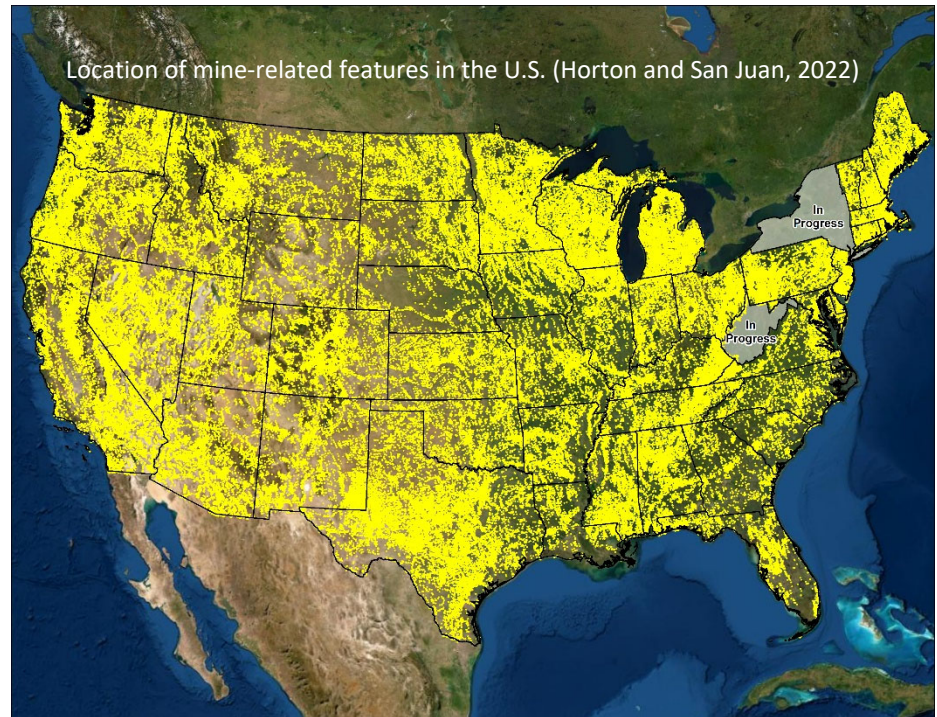 Location of mine-related features in the U.S. (Horton and San Juan, 2022)
In
Progress
In
Progress